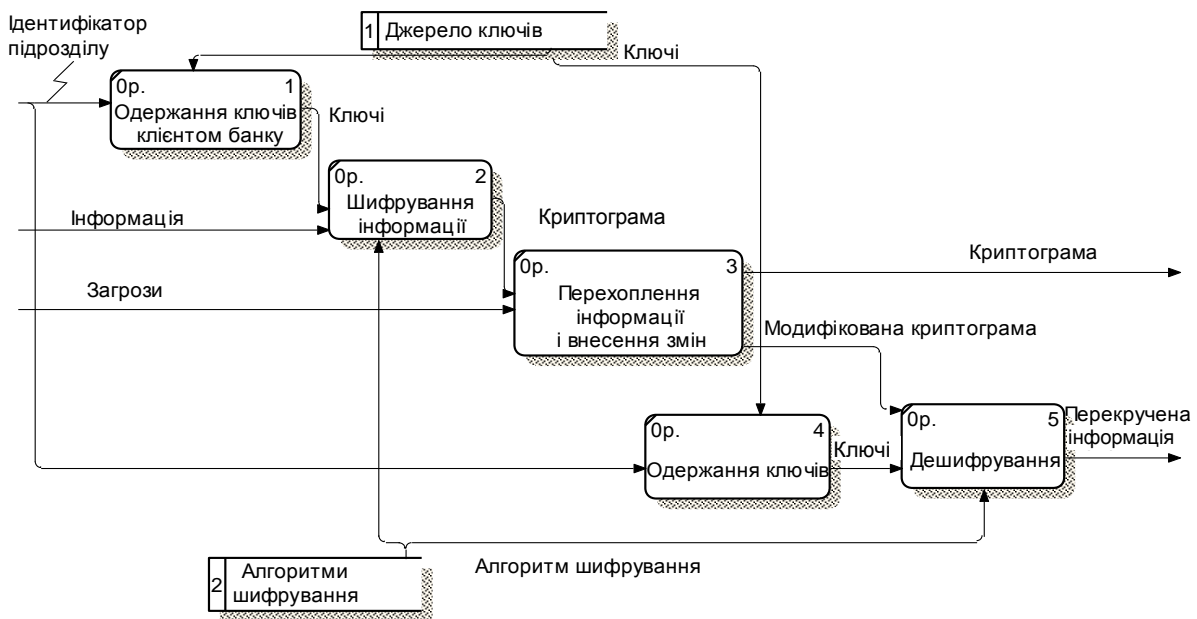 Ідентифікатор
підрозділу
1 Джерело ключів
Ключі
0р. 1
Одержання ключів
клієнтом банку
Ключі
0р. 2
Шифрування
інформації
Інформація
Криптограма
0р. 3
Перехоплення
інформації
і внесення змін
Криптограма
Загрози
Модифікована криптограма
0р. 4
Одержання ключів
Ключі
0р. 5
Дешифрування
Перекручена
інформація
2 Алгоритми
шифрування
Алгоритм шифрування